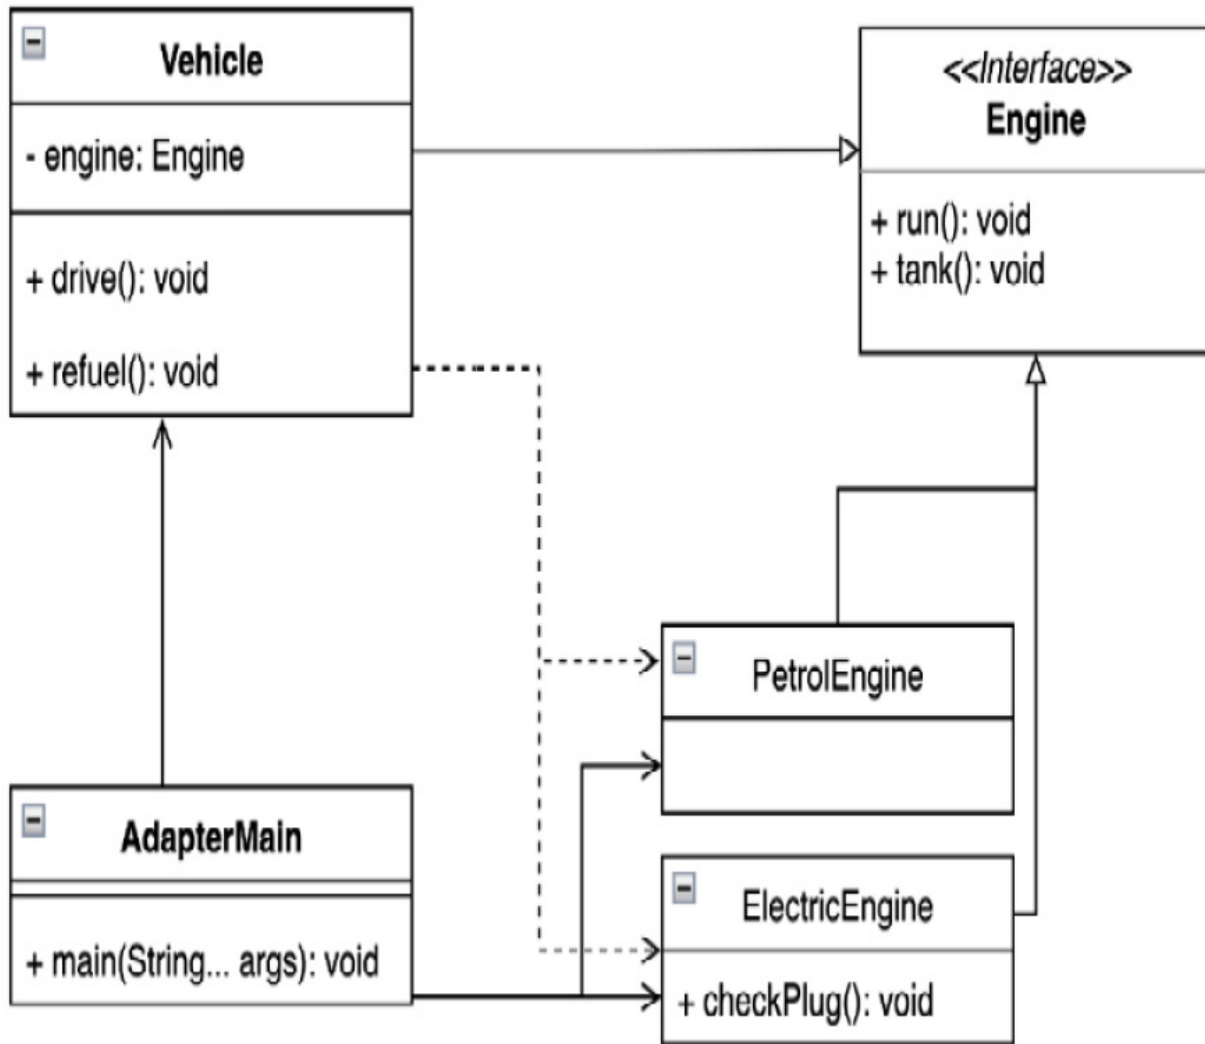 Vehicle
- engine: Engine
+ drive(): void
+ refuel(): void
<<Interface>>
Engine
+ run(): void
+ tank(): void
PetrolEngine
AdapterMain
+ main(String... args): void
ElectricEngine
+ checkPlug(): void